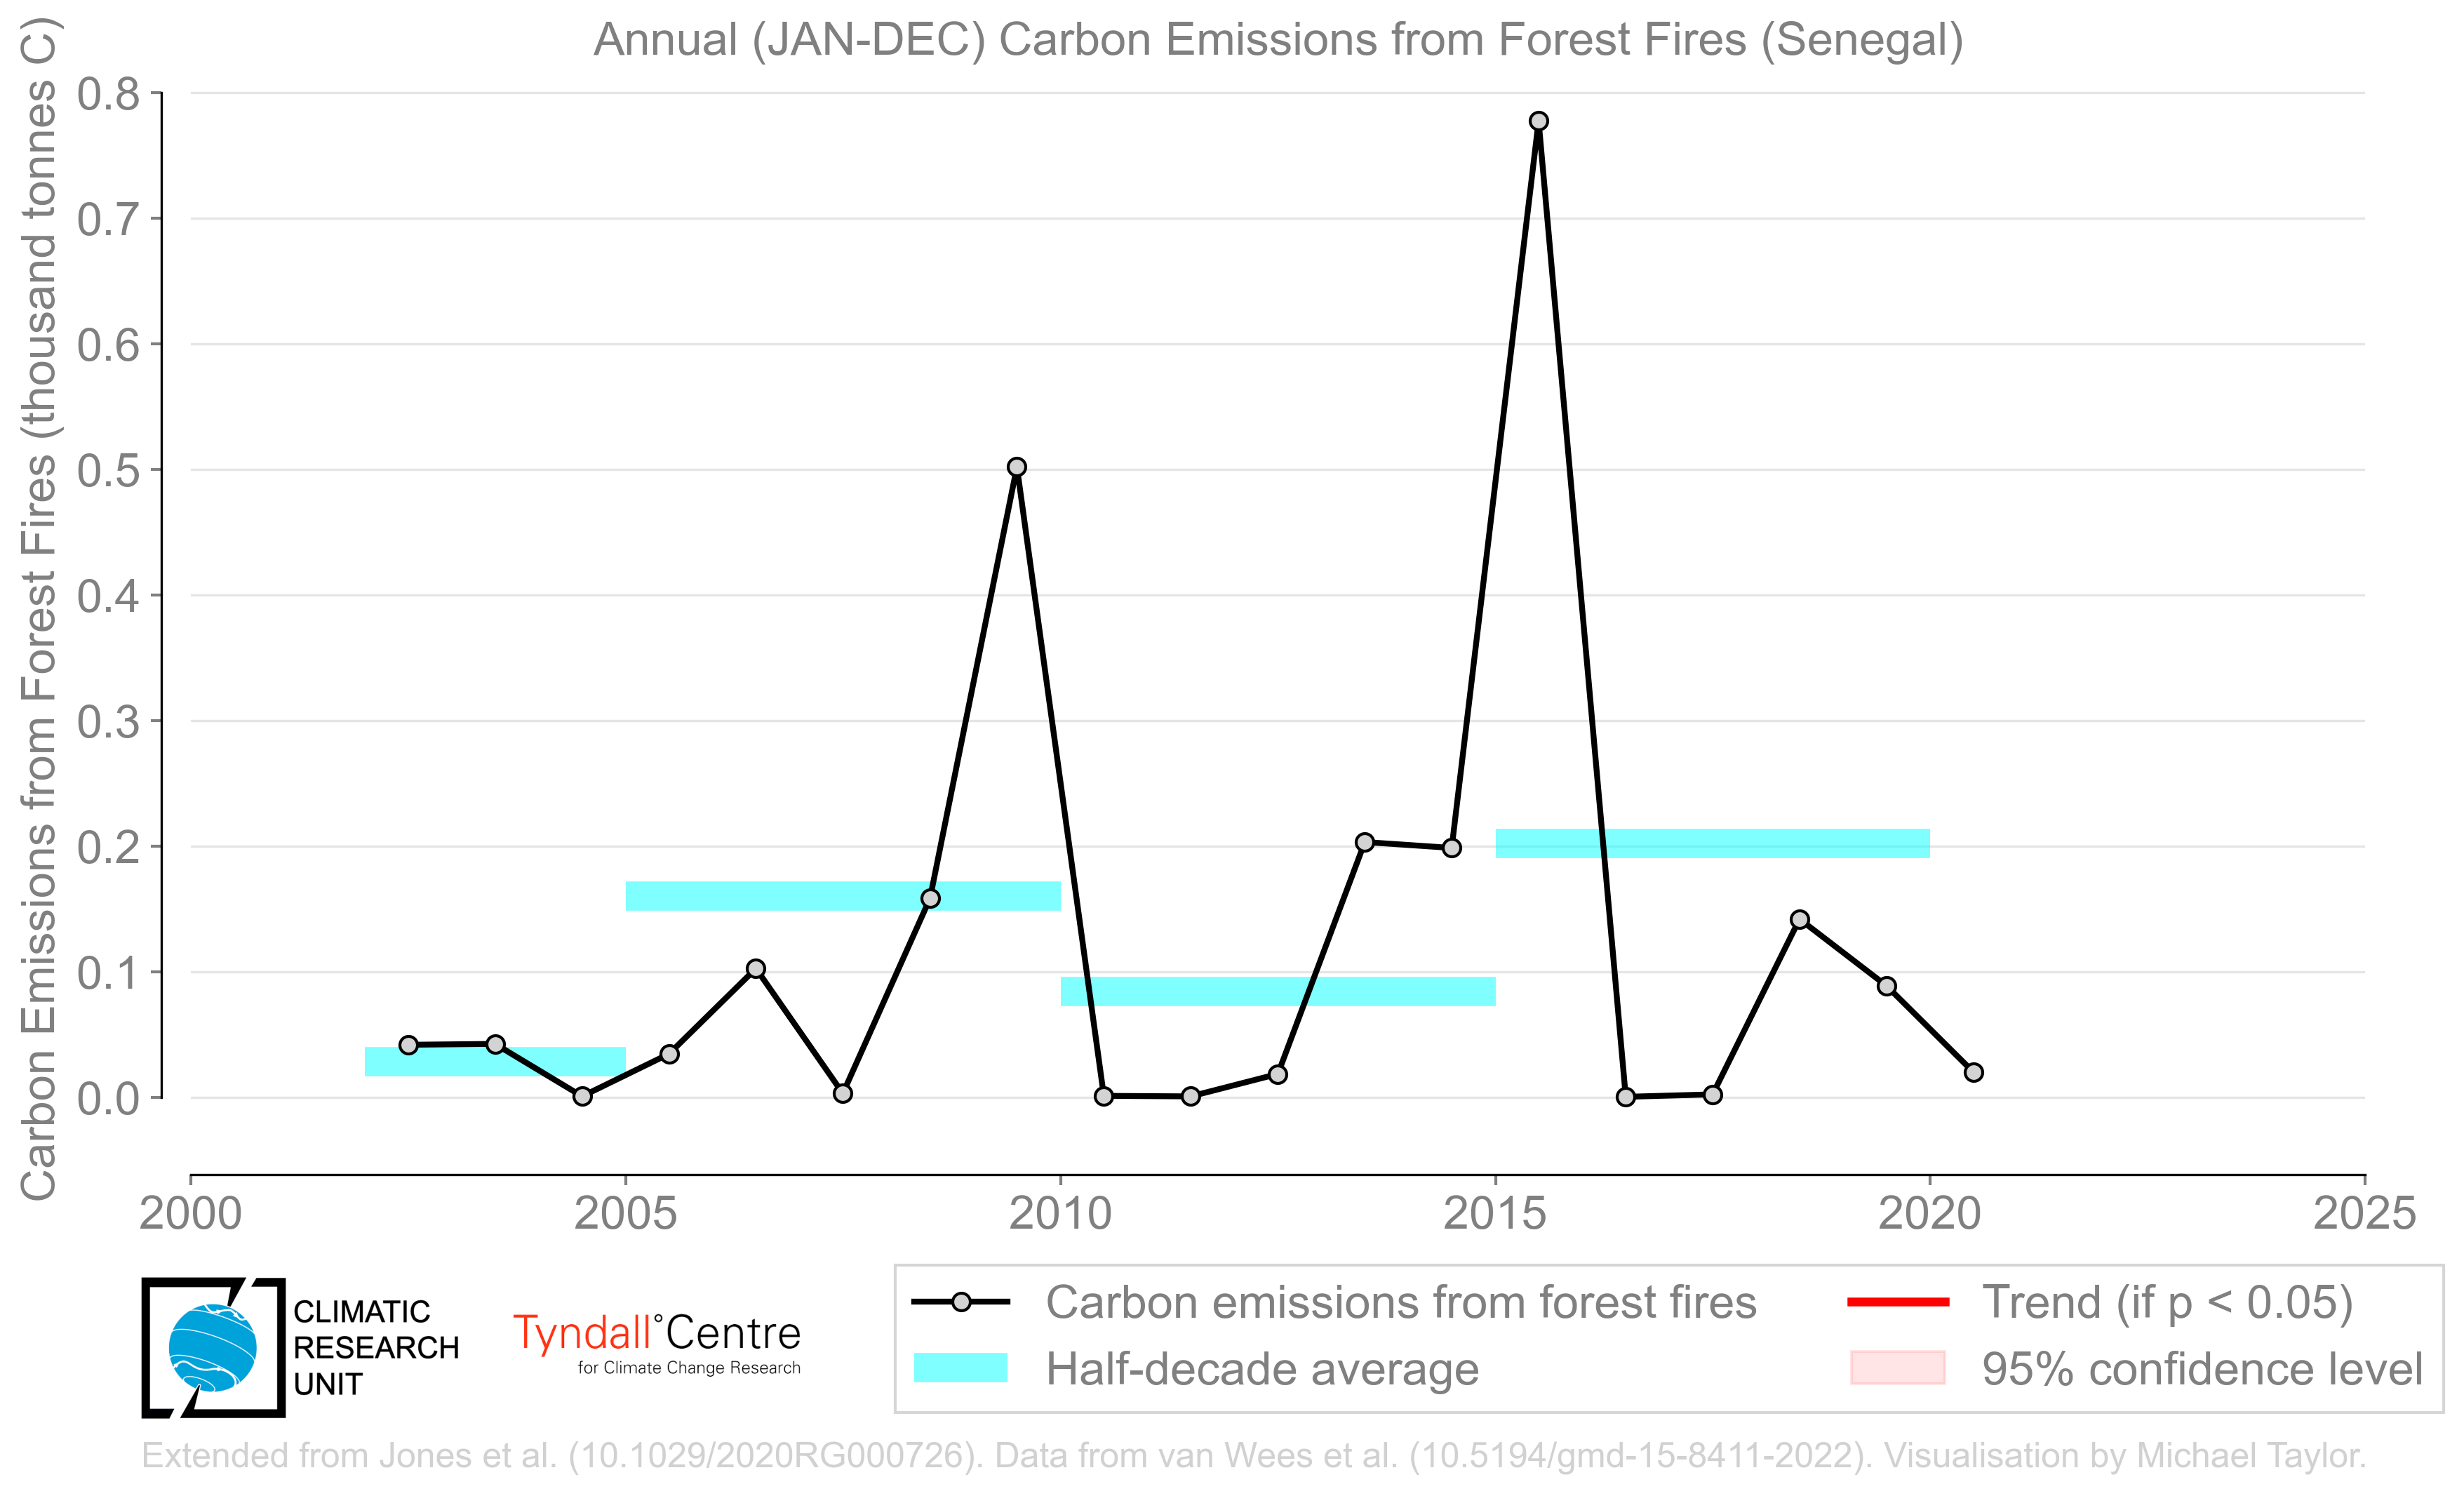 Annual (JAN-DEC) Carbon Emissions from Forest Fires (Senegal)
Carbon Emissions from Forest Fires (thousand tonnes C)
0.8
0.7
0.6
0.5
0.4
0.3
0.2
0.1
0.0
2000 2005 2010 2015 2020 2025
CLIMATIC
RESEARCH
UNIT
Tyndall°Centre
for Climate Change Research
Carbon emissions from forest fires
Half-decade average
Trend (if p < 0.05)
95% confidence level
Extended from Jones et al. (10.1029/2020RG000726). Data from van Wees et al. (10.5194/gmd-15-8411-2022). Visualisation by Michael Taylor.